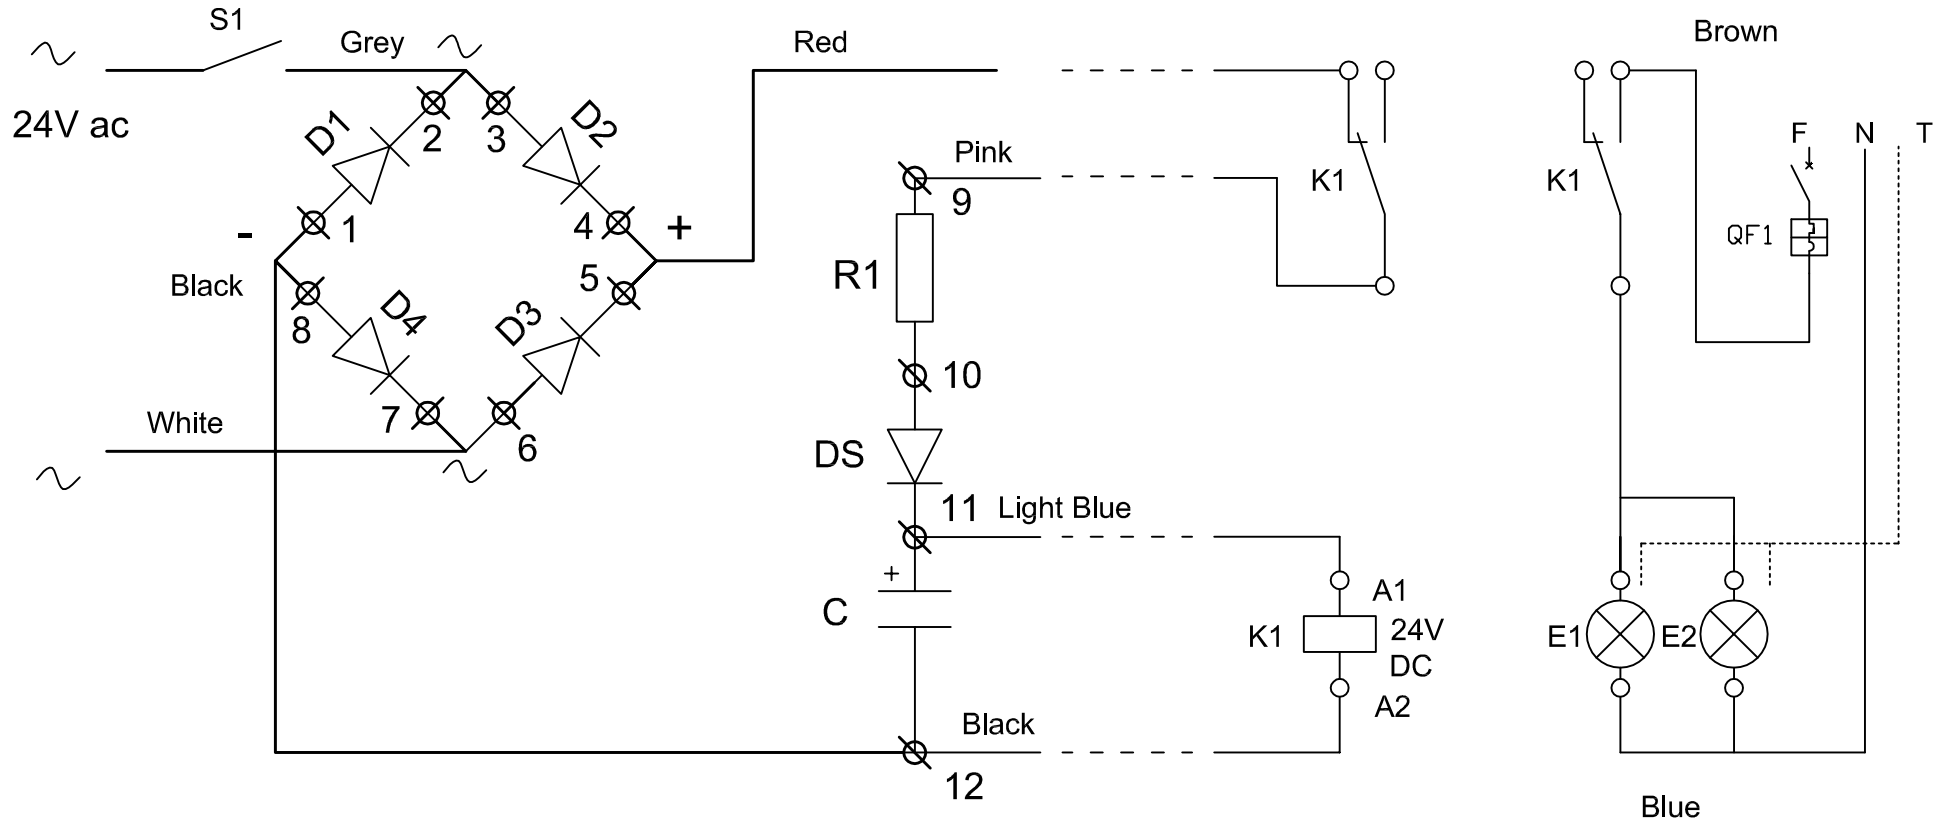 S1
Grey
Red
Brown
24V ac
D1
2
3
D2
F N T
Pink
K1
K1
9
- 1
4 +
QF1
Black
5
R1
8
D4
D3
10
White
7
6
DS
11 Light Blue
+
C
A1
K1
24V
DC
E1
E2
A2
Black
12
Blue